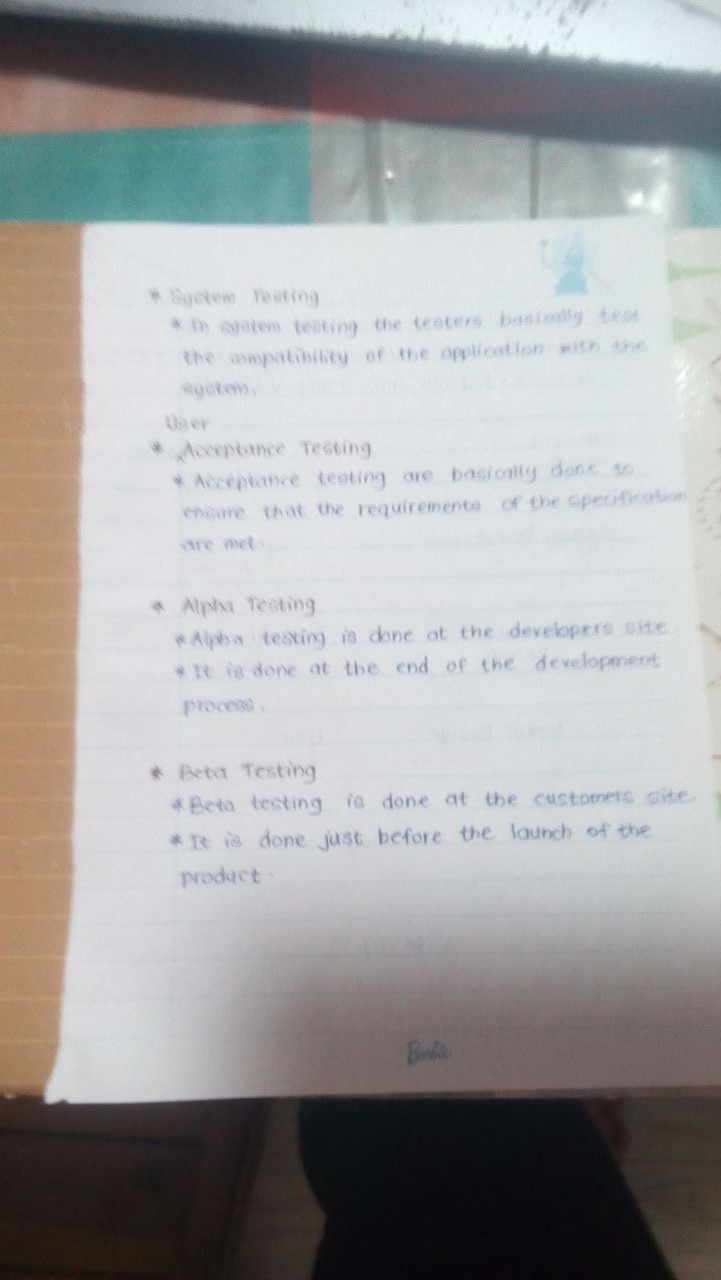 * System Testing
* In system testing the testers basically test
the compatibility of the application with the
system.
User
* Acceptance Testing
* Acceptance testing are basically done to
ensure that the requirements of the specification
are met.
* Alpha Testing
* Alpha testing is done at the developers site.
* It is done at the end of the development
process.
* Beta Testing
* Beta testing is done at the customers site.
* It is done just before the launch of the
product.
Barbie